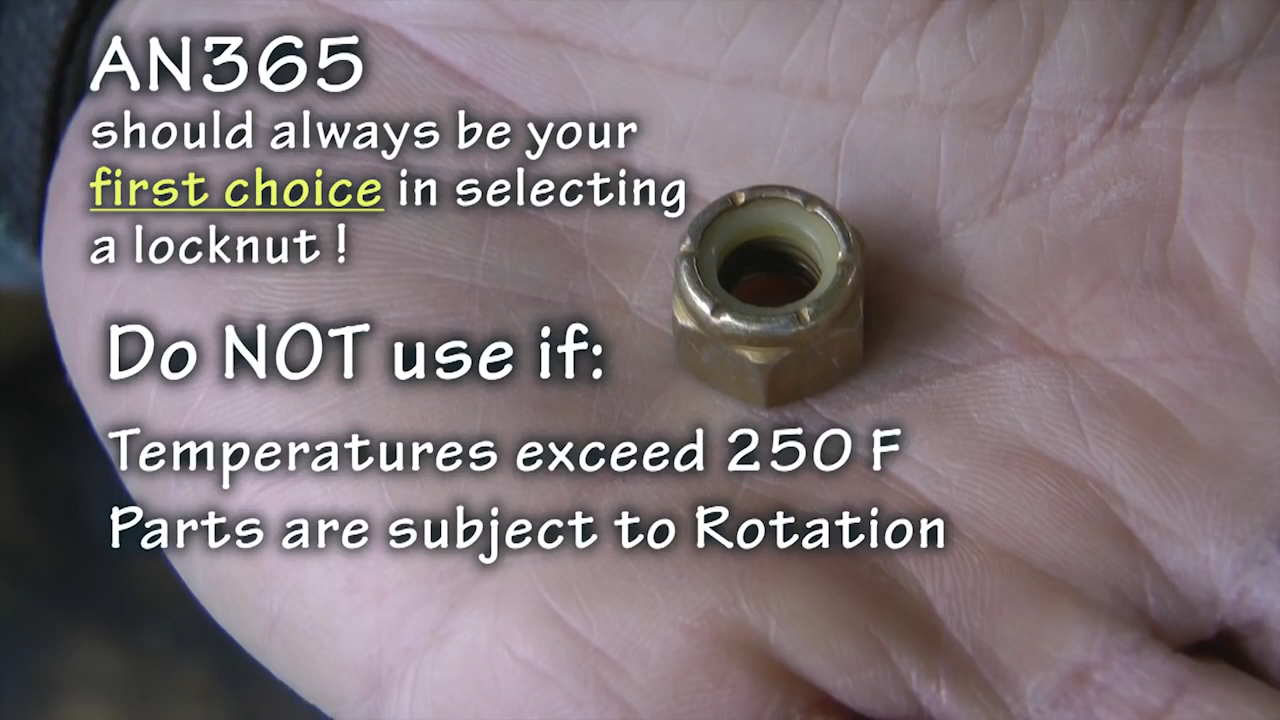 AN365
should always be your
first choice in selecting
a locknut !
Do NOT use if:
Temperatures exceed 250 F
Parts are subject to Rotation